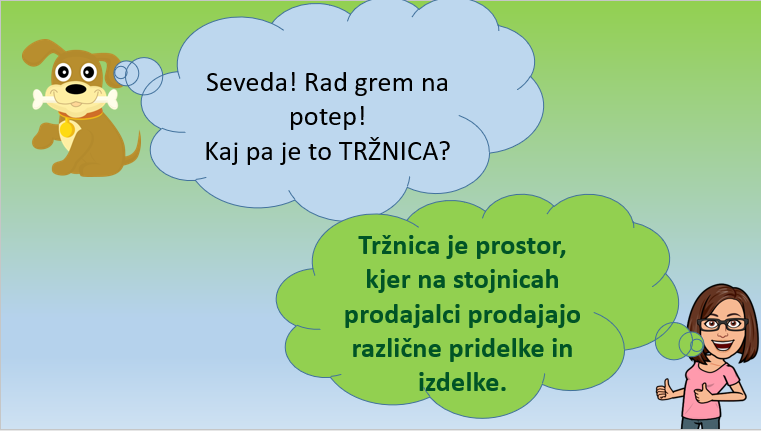 Seveda! Rad grem na
potep!
Kaj pa je to TRŽNICA?
Tržnica je prostor,
kjer na stojnicah
prodajalci prodajajo
različne pridelke in
izdelke.